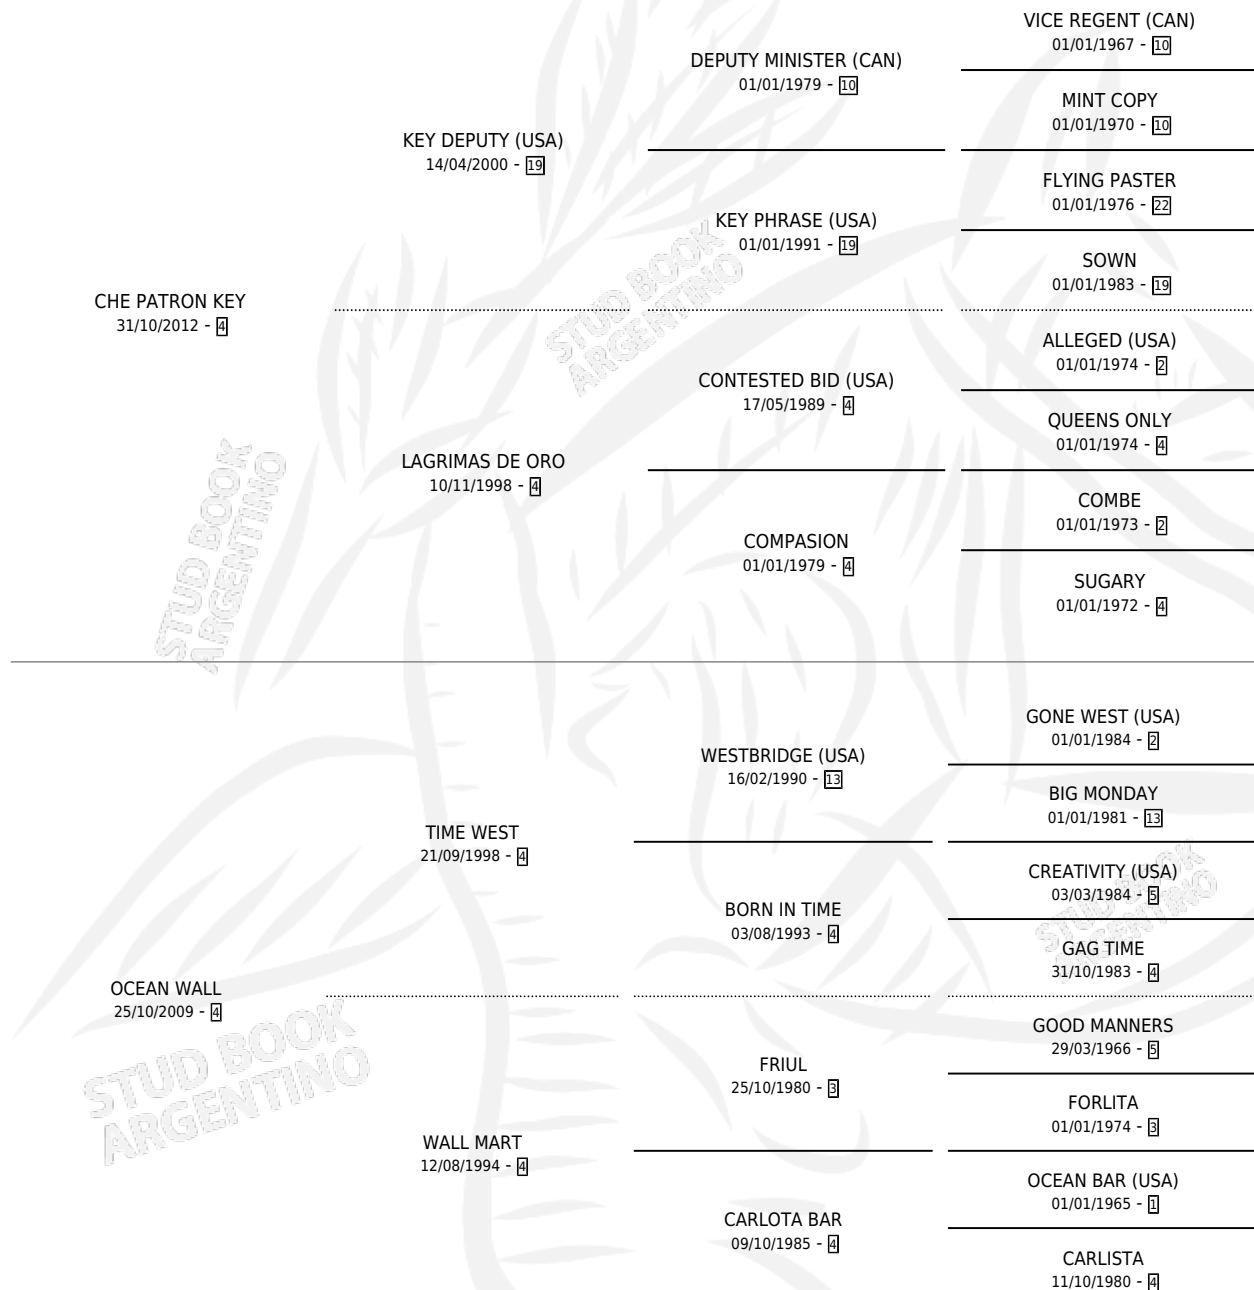 VICE REGENT (CAN)
01/01/1967 - 10
DEPUTY MINISTER (CAN)
01/01/1979 - 10
MINT COPY
01/01/1970 - 10
KEY DEPUTY (USA)
14/04/2000 - 19
FLYING PASTER
01/01/1976 - 22
KEY PHRASE (USA)
01/01/1991 - 19
SOWN
01/01/1983 - 19
CHE PATRON KEY
31/10/2012 - 4
ALLEGED (USA)
01/01/1974 - 2
CONTESTED BID (USA)
17/05/1989 - 4
QUEENS ONLY
01/01/1974 - 4
LAGRIMAS DE ORO
10/11/1998 - 4
COMBE
01/01/1973 - 2
COMPASION
01/01/1979 - 4
SUGARY
01/01/1972 - 4
GONE WEST (USA)
01/01/1984 - 2
WESTBRIDGE (USA)
16/02/1990 - 13
BIG MONDAY
01/01/1981 - 13
TIME WEST
21/09/1998 - 4
CREATIVITY (USA)
03/03/1984 - 5
BORN IN TIME
03/08/1993 - 4
GAG TIME
31/10/1983 - 4
OCEAN WALL
25/10/2009 - 4
GOOD MANNERS
29/03/1966 - 5
FRIUL
25/10/1980 - 3
FORLITA
01/01/1974 - 3
WALL MART
12/08/1994 - 4
OCEAN BAR (USA)
01/01/1965 - 1
CARLOTA BAR
09/10/1985 - 4
CARLISTA
11/10/1980 - 4
STUD BOOK
ARGENTINO
STUD BOOK
ARGENTINO
STUD BOOK
ARGENTINO
STUD BOOK
ARGENTINO